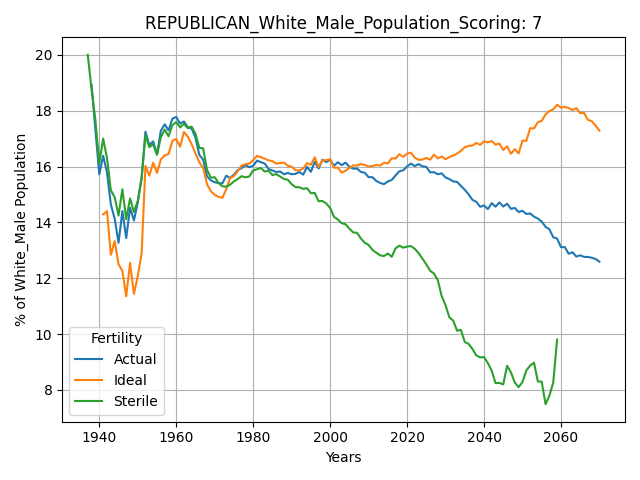 REPUBLICAN_White_Male_Population_Scoring: 7
% of White_Male Population
20
18
16
14
12
10
8
Fertility
Actual
Ideal
Sterile
1940
1960
1980
2000
2020
2040
2060
Years